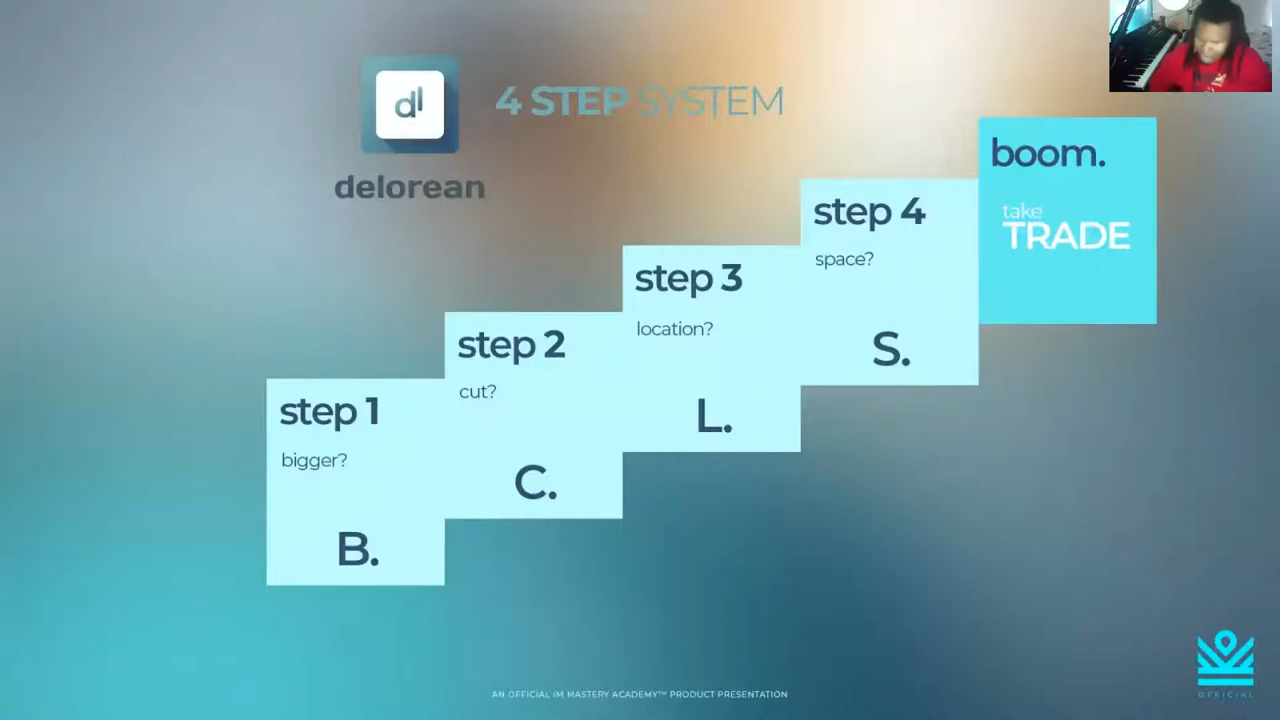 dl
4 STEP SYSTEM
delorean
boom.
take
TRADE
step 4
space?
S.
step 3
location?
L.
step 2
cut?
C.
step 1
bigger?
B.
AN OFFICIAL IM MASTERY ACADEMY™ PRODUCT PRESENTATION
OFFICIAL